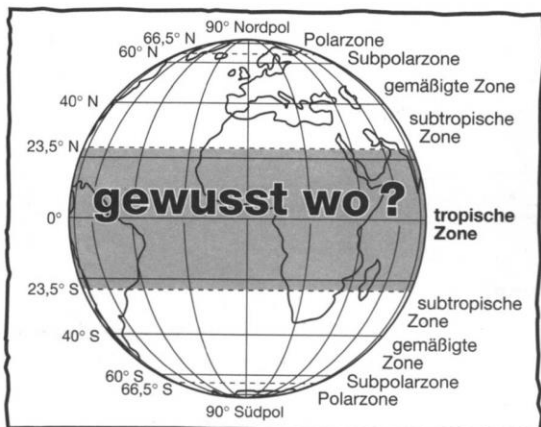 90° Nordpol
66,5° N
Polarzone
60° N
Subpolarzone
gemäßigte Zone
40° N
subtropische
Zone
23,5° N
gewusst wo ?
0°
tropische
Zone
23,5° S
subtropische
Zone
40° S
gemäßigte
Zone
60° S
Subpolarzone
66,5° S
Polarzone
90° Südpol